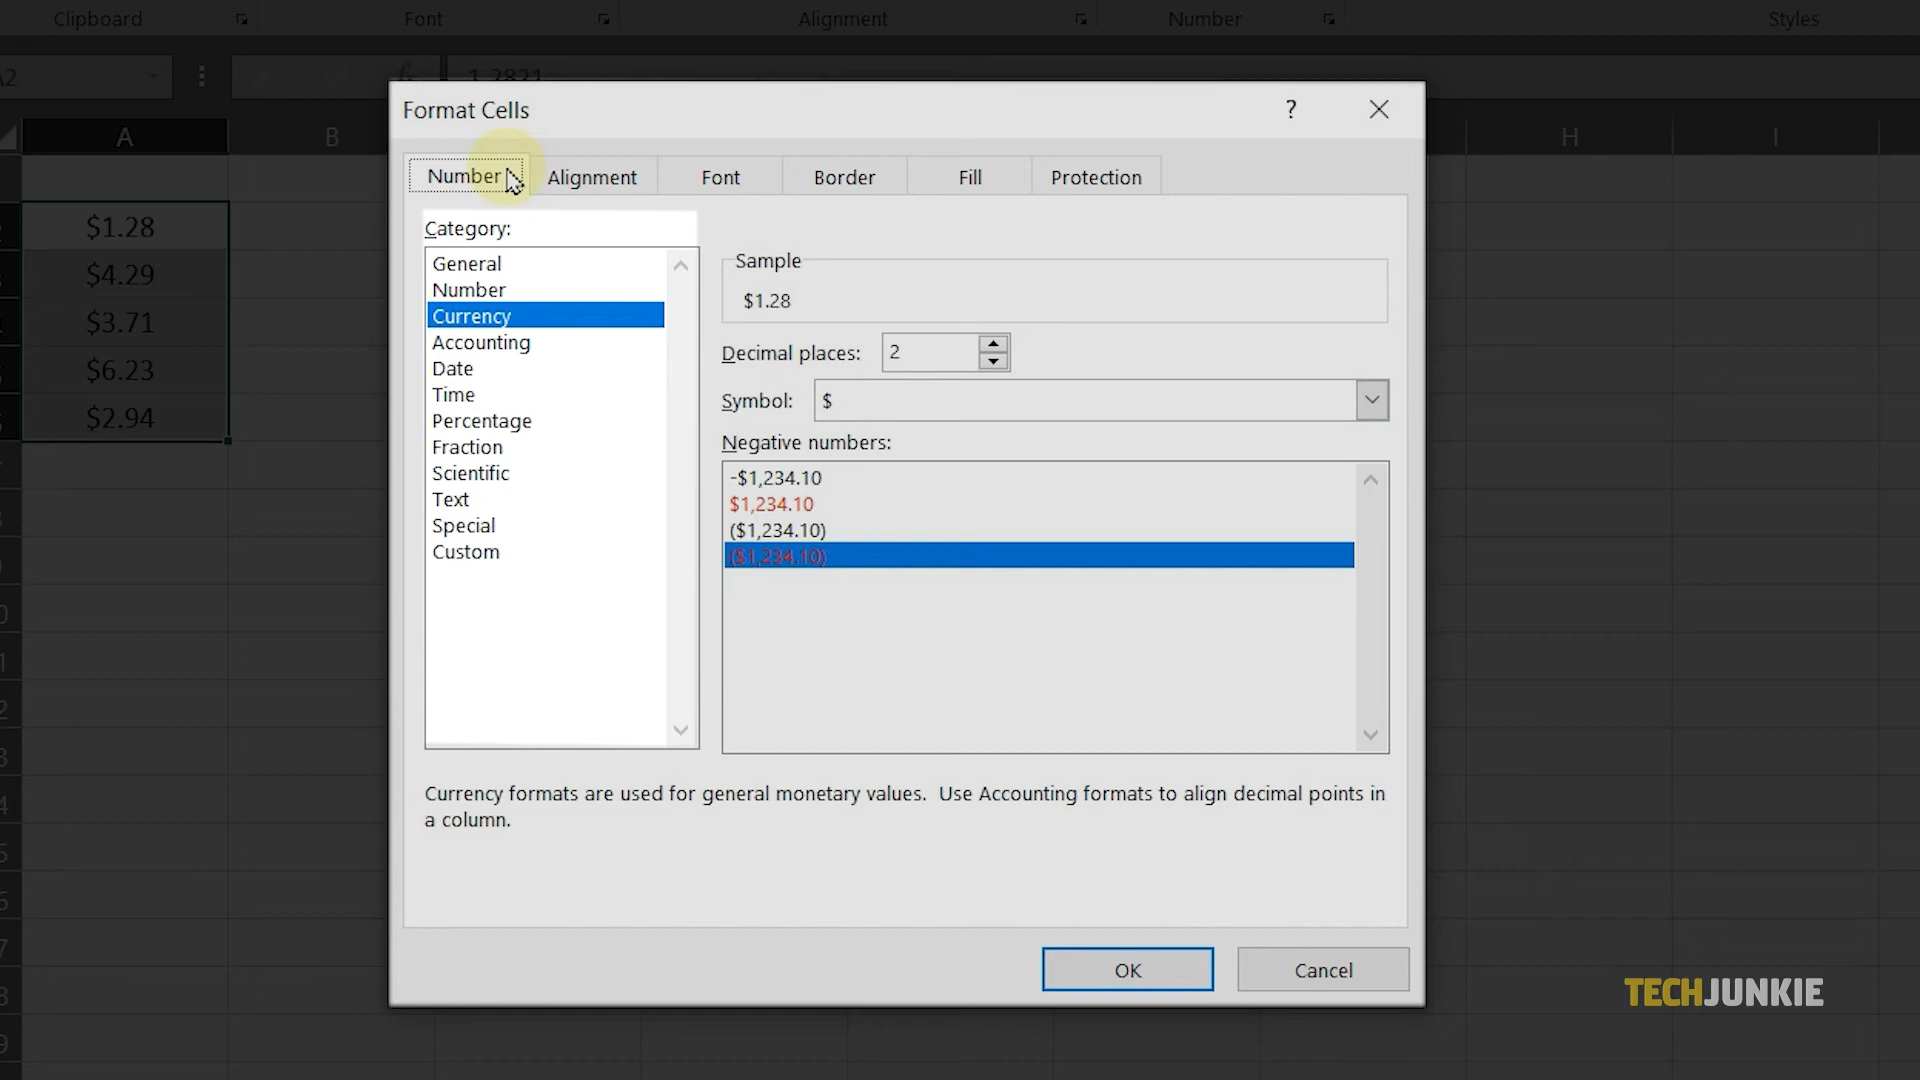 Clipboard
Font
Alignment
Number
Styles
1.2821
Format Cells
?
A
B
H
I
Number
Alignment
Font
Border
Fill
Protection
$1.28
$4.29
$3.71
$6.23
$2.94
Category:
General
Number
Currency
Accounting
Date
Time
Percentage
Fraction
Scientific
Text
Special
Custom
Sample
$1.28
Decimal places: 2
Symbol: $
Negative numbers:
-$1,234.10
$1,234.10
($1,234.10)
($1,234.10)
Currency formats are used for general monetary values.  Use Accounting formats to align decimal points in
a column.
OK
Cancel
TECHJUNKIE